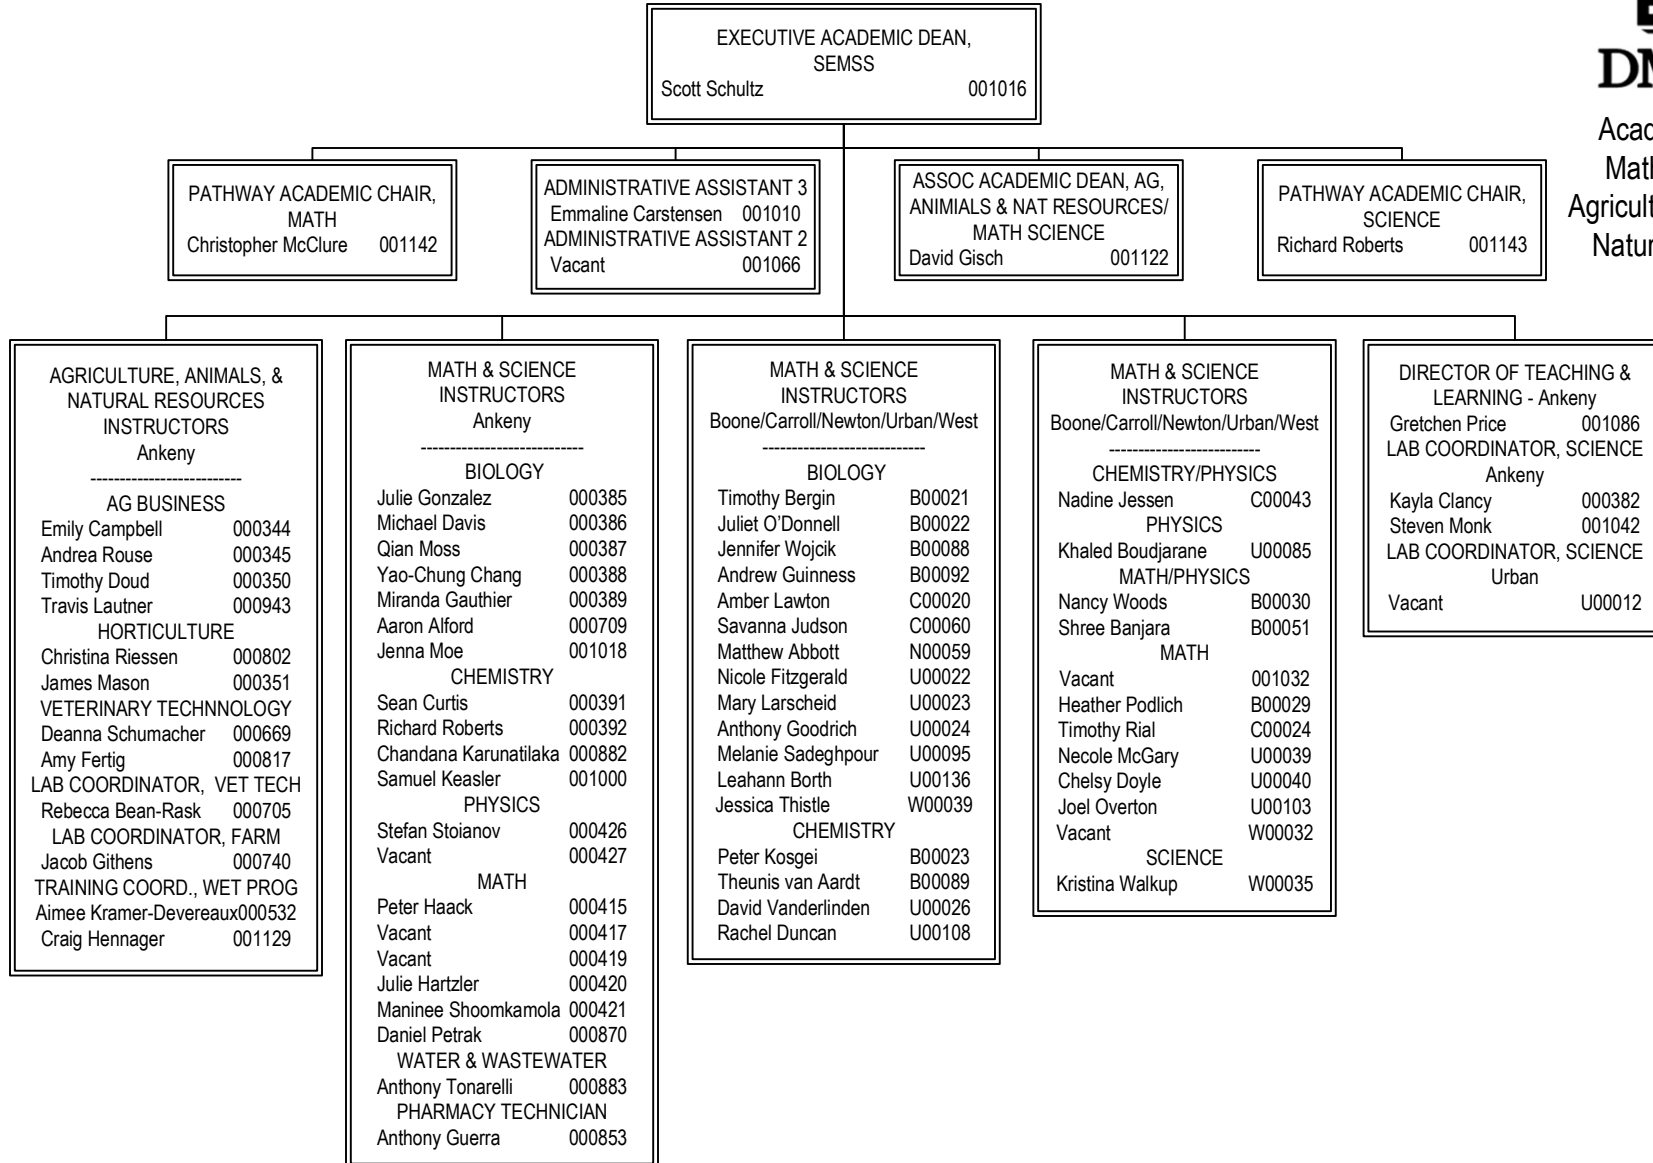 EXECUTIVE ACADEMIC DEAN,
SEMSS
Scott Schultz 001016
PATHWAY ACADEMIC CHAIR,
MATH
Christopher McClure 001142
ADMINISTRATIVE ASSISTANT 3
Emmaline Carstensen 001010
ADMINISTRATIVE ASSISTANT 2
Vacant 001066
ASSOC ACADEMIC DEAN, AG,
ANIMIALS & NAT RESOURCES/
MATH SCIENCE
David Gisch 001122
PATHWAY ACADEMIC CHAIR,
SCIENCE
Richard Roberts 001143
AGRICULTURE, ANIMALS, &
NATURAL RESOURCES
INSTRUCTORS
Ankeny
--------------------------
AG BUSINESS
Emily Campbell 000344
Andrea Rouse 000345
Timothy Doud 000350
Travis Lautner 000943
HORTICULTURE
Christina Riessen 000802
James Mason 000351
VETERINARY TECHNNOLOGY
Deanna Schumacher 000669
Amy Fertig 000817
LAB COORDINATOR, VET TECH
Rebecca Bean-Rask 000705
LAB COORDINATOR, FARM
Jacob Githens 000740
TRAINING COORD., WET PROG
Aimee Kramer-Devereaux000532
Craig Hennager 001129
MATH & SCIENCE
INSTRUCTORS
Ankeny
----------------------------
BIOLOGY
Julie Gonzalez 000385
Michael Davis 000386
Qian Moss 000387
Yao-Chung Chang 000388
Miranda Gauthier 000389
Aaron Alford 000709
Jenna Moe 001018
CHEMISTRY
Sean Curtis 000391
Richard Roberts 000392
Chandana Karunatilaka 000882
Samuel Keasler 001000
PHYSICS
Stefan Stoianov 000426
Vacant 000427
MATH
Peter Haack 000415
Vacant 000417
Vacant 000419
Julie Hartzler 000420
Maninee Shoomkamola 000421
Daniel Petrak 000870
WATER & WASTEWATER
Anthony Tonarelli 000883
PHARMACY TECHNICIAN
Anthony Guerra 000853
MATH & SCIENCE
INSTRUCTORS
Boone/Carroll/Newton/Urban/West
----------------------------
BIOLOGY
Timothy Bergin B00021
Juliet O’Donnell B00022
Jennifer Wojcik B00088
Andrew Guinness B00092
Amber Lawton C00020
Savanna Judson C00060
Matthew Abbott N00059
Nicole Fitzgerald U00022
Mary Larscheid U00023
Anthony Goodrich U00024
Melanie Sadeghpour U00095
Leahann Borth U00136
Jessica Thistle W00039
CHEMISTRY
Peter Kosgei B00023
Theunis van Aardt B00089
David Vanderlinden U00026
Rachel Duncan U00108
MATH & SCIENCE
INSTRUCTORS
Boone/Carroll/Newton/Urban/West
--------------------------
CHEMISTRY/PHYSICS
Nadine Jessen C00043
PHYSICS
Khaled Boudjarane U00085
MATH/PHYSICS
Nancy Woods B00030
Shree Banjara B00051
MATH
Vacant 001032
Heather Podlich B00029
Timothy Rial C00024
Necole McGary U00039
Chelsy Doyle U00040
Joel Overton U00103
Vacant W00032
SCIENCE
Kristina Walkup W00035
DIRECTOR OF TEACHING &
LEARNING - Ankeny
Gretchen Price 001086
LAB COORDINATOR, SCIENCE
Ankeny
Kayla Clancy 000382
Steven Monk 001042
LAB COORDINATOR, SCIENCE
Urban
Vacant U00012